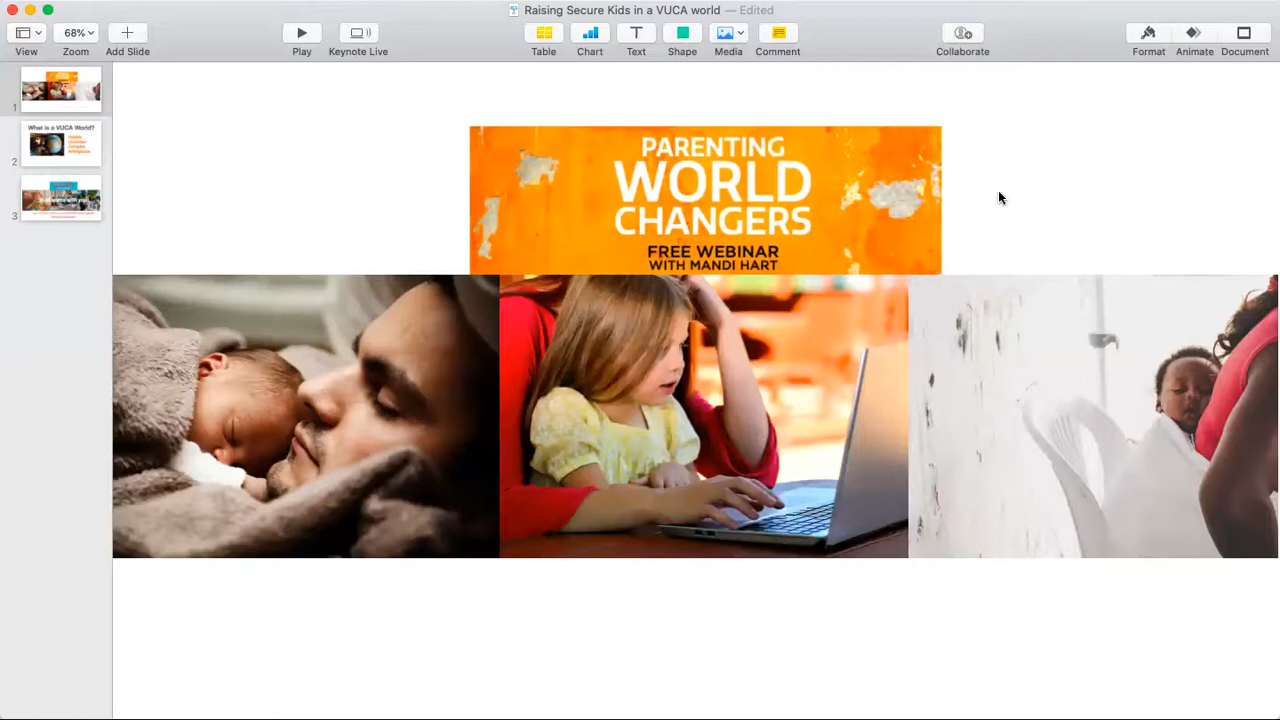 Raising Secure Kids in a VUCA world — Edited
68%
View
Zoom
Add Slide
Play
Keynote Live
Table
Chart
Text
Shape
Media
Comment
Collaborate
Format
Animate
Document
1
What is a VUCA World?
2
3
PARENTING
WORLD
CHANGERS
FREE WEBINAR
WITH MANDI HART